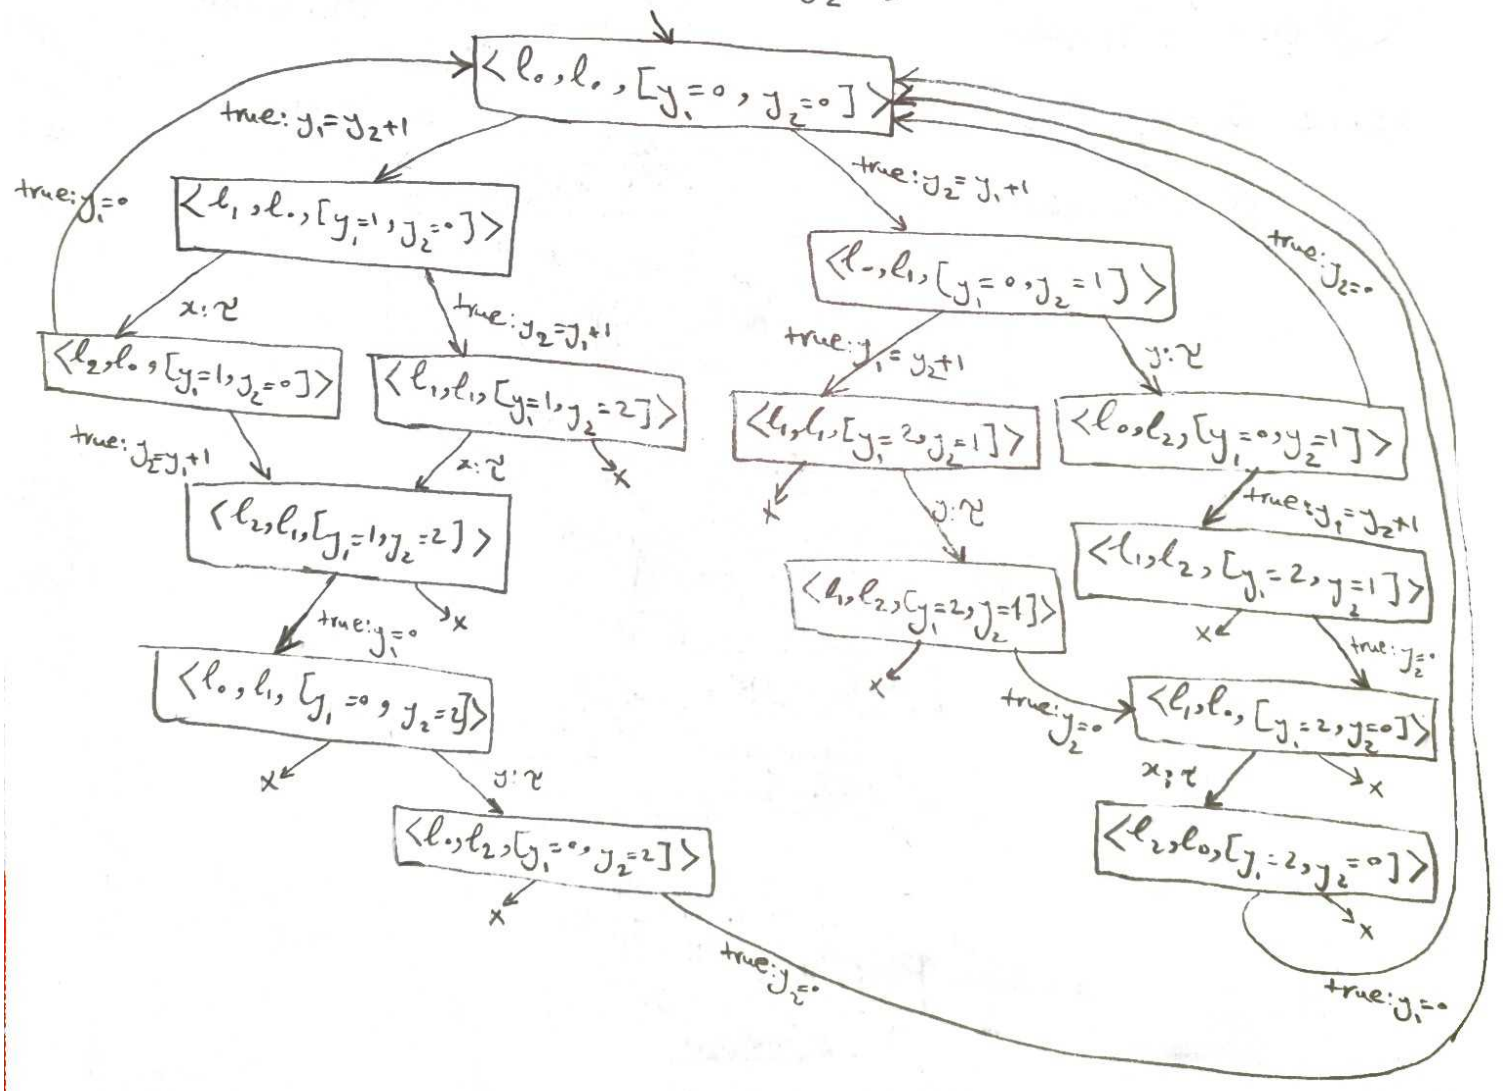 y₂
<l₀,l₀,[y₁=0,y₂=0]>
true:y₁=y₂+1
true:y₂=y₁+1
true:y₁=0
<l₁,l₀,[y₁=1,y₂=0]>
true:y₂=0
<l₀,l₁,[y₁=0,y₂=1]>
x:τ
true:y₂=y₁+1
true:y₁=y₂+1
y:τ
<l₂,l₀,[y₁=1,y₂=0]>
<l₁,l₁,[y₁=1,y₂=2]>
<l₁,l₁,[y₁=2,y₂=1]>
<l₀,l₂,[y₁=0,y₂=1]>
true:y₂=y₁+1
x:τ
x
x
y:τ
true:y₁=y₂+1
<l₂,l₁,[y₁=1,y₂=2]>
<l₁,l₂,[y₁=2,y₂=1]>
<l₁,l₂,[y₁=2,y₂=1]>
true:y₁=0
x
x
true:y₂=0
x
true:y₂=0
<l₀,l₁,[y₁=0,y₂=2]>
<l₁,l₀,[y₁=2,y₂=0]>
x
y:τ
x:τ
x
<l₀,l₂,[y₁=0,y₂=2]>
<l₂,l₀,[y₁=2,y₂=0]>
x
x
true:y₂=0
true:y₁=0